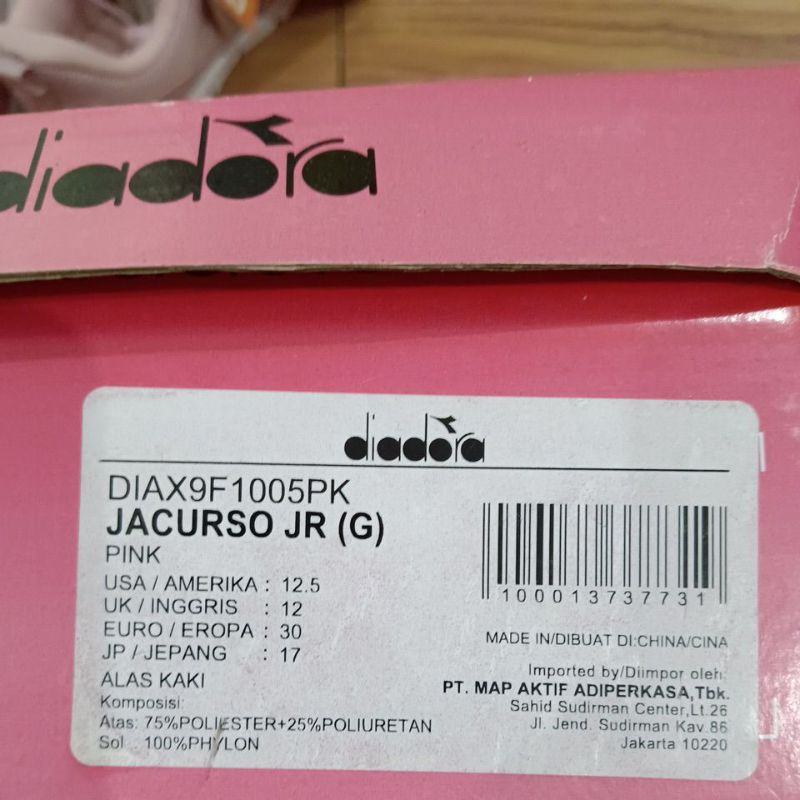 diadora
diadora
DIAX9F1005PK
JACURSO JR (G)
PINK
USA / AMERIKA : 12.5
UK / INGGRIS : 12
EURO / EROPA : 30
JP / JEPANG : 17
ALAS KAKI
Komposisi:
Atas: 75%POLIESTER+25%POLIURETAN
Sol : 100%PHYLON
100013737731
MADE IN/DIBUAT DI:CHINA/CINA
Imported by/Diimpor oleh:
PT. MAP AKTIF ADIPERKASA,Tbk.
Sahid Sudirman Center,Lt.26
Jl. Jend. Sudirman Kav.86
Jakarta 10220